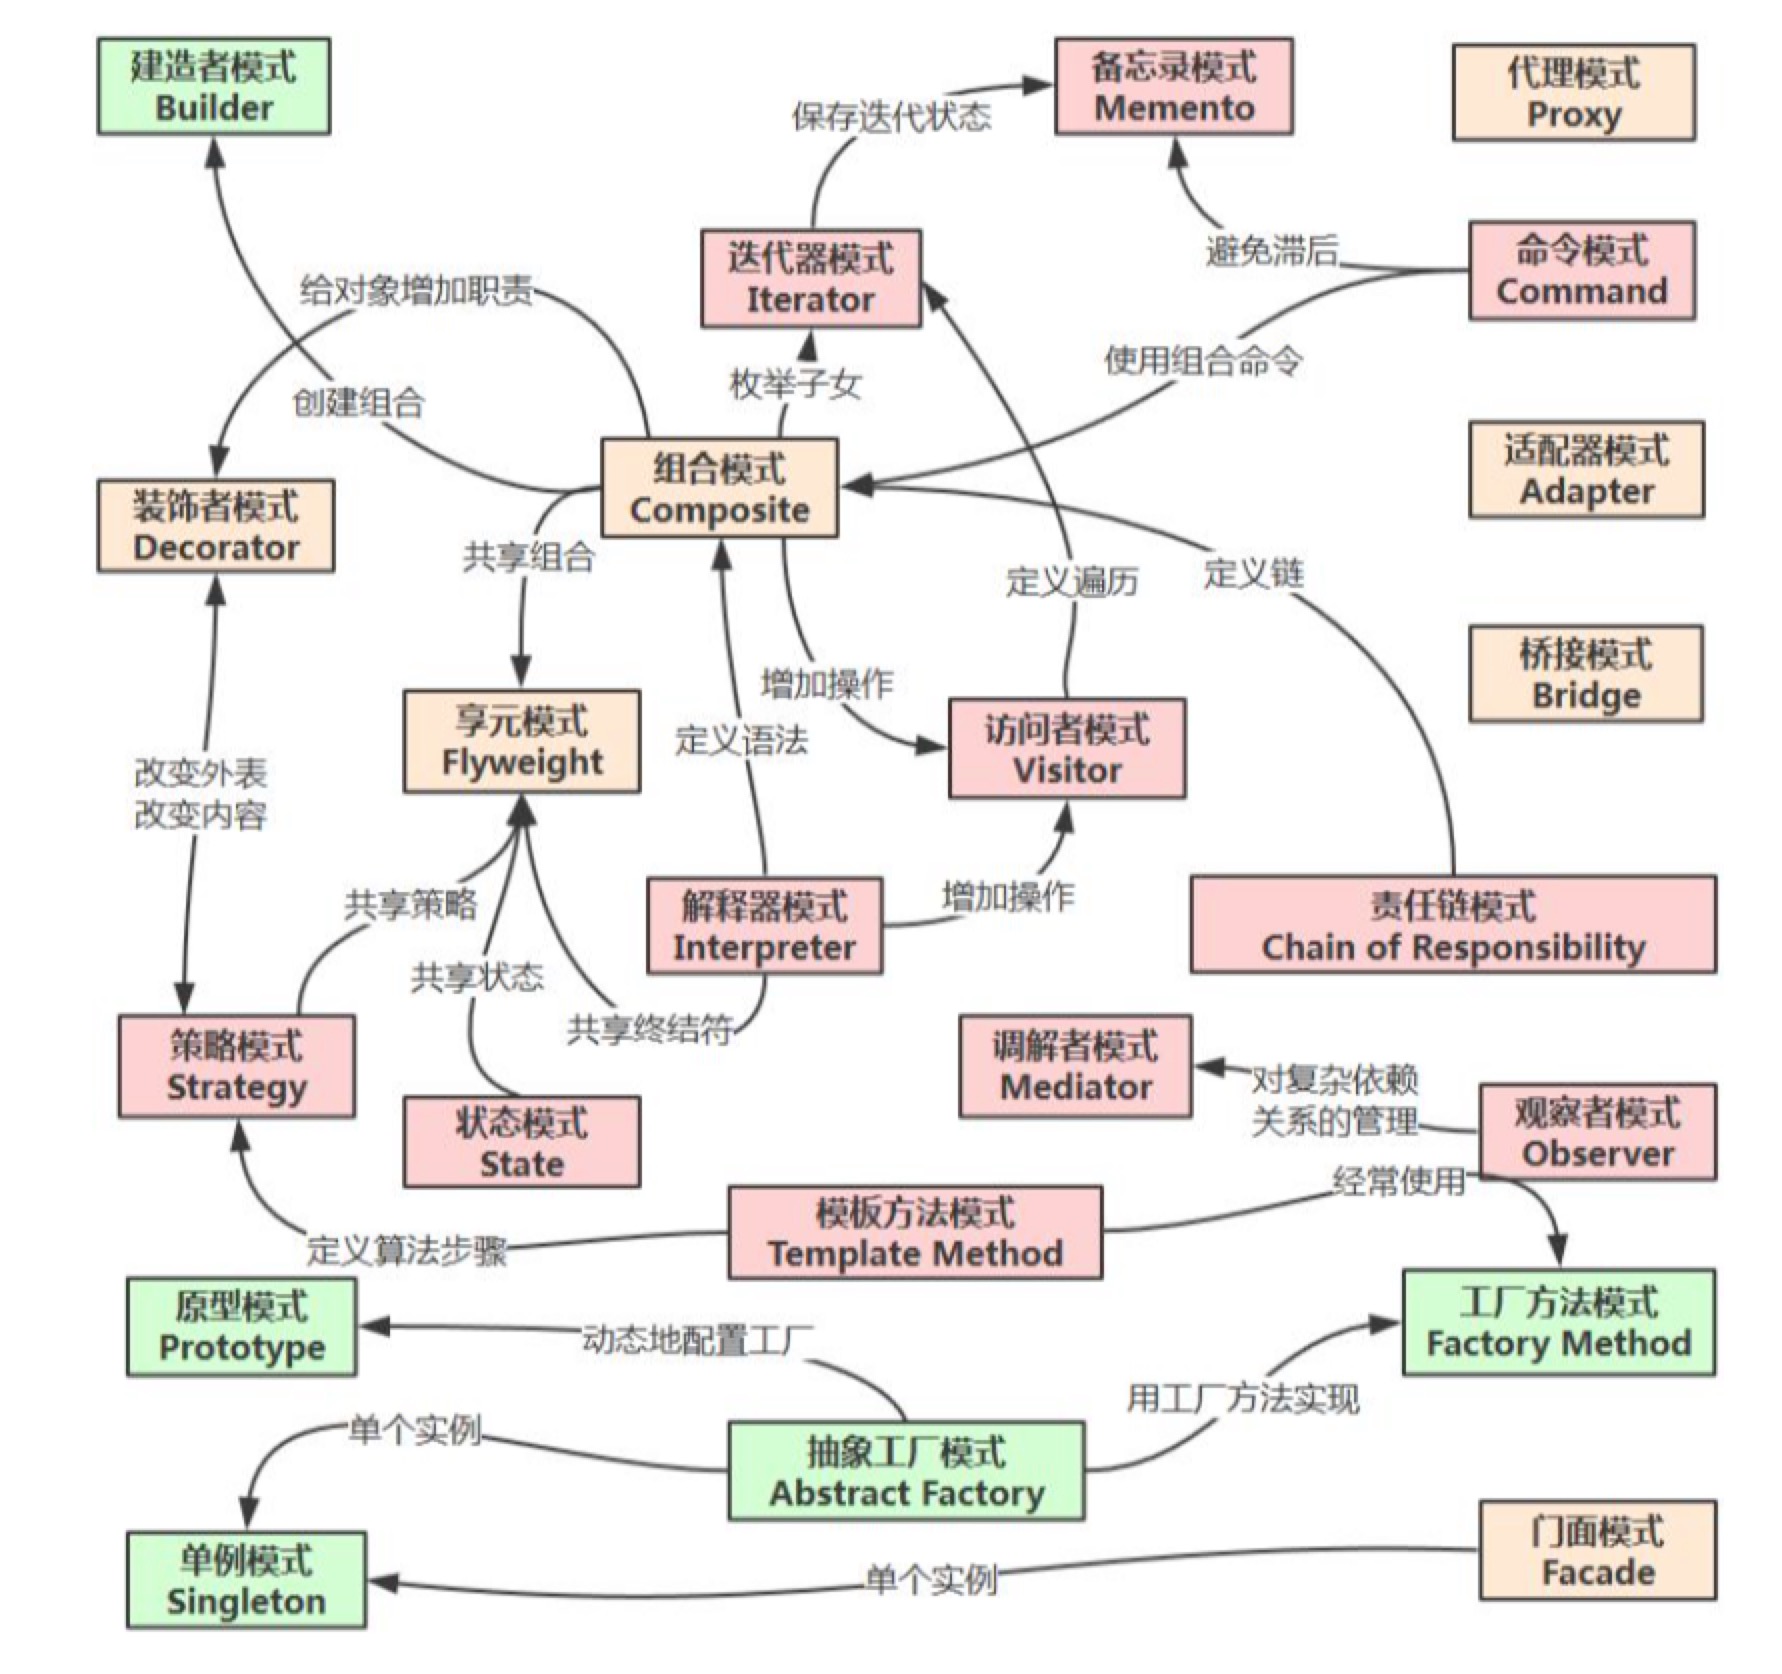 建造者模式
Builder
备忘录模式
Memento
代理模式
Proxy
保存迭代状态
迭代器模式
Iterator
避免滞后
命令模式
Command
给对象增加职责
创建组合
枚举子女
使用组合命令
组合模式
Composite
适配器模式
Adapter
装饰者模式
Decorator
共享组合
定义遍历
定义链
增加操作
桥接模式
Bridge
享元模式
Flyweight
定义语法
访问者模式
Visitor
改变外表
改变内容
共享策略
解释器模式
Interpreter
增加操作
责任链模式
Chain of Responsibility
共享状态
共享终结符
策略模式
Strategy
调解者模式
Mediator
对复杂依赖
关系的管理
观察者模式
Observer
状态模式
State
经常使用
模板方法模式
Template Method
定义算法步骤
原型模式
Prototype
动态地配置工厂
工厂方法模式
Factory Method
用工厂方法实现
单个实例
抽象工厂模式
Abstract Factory
单例模式
Singleton
单个实例
门面模式
Facade